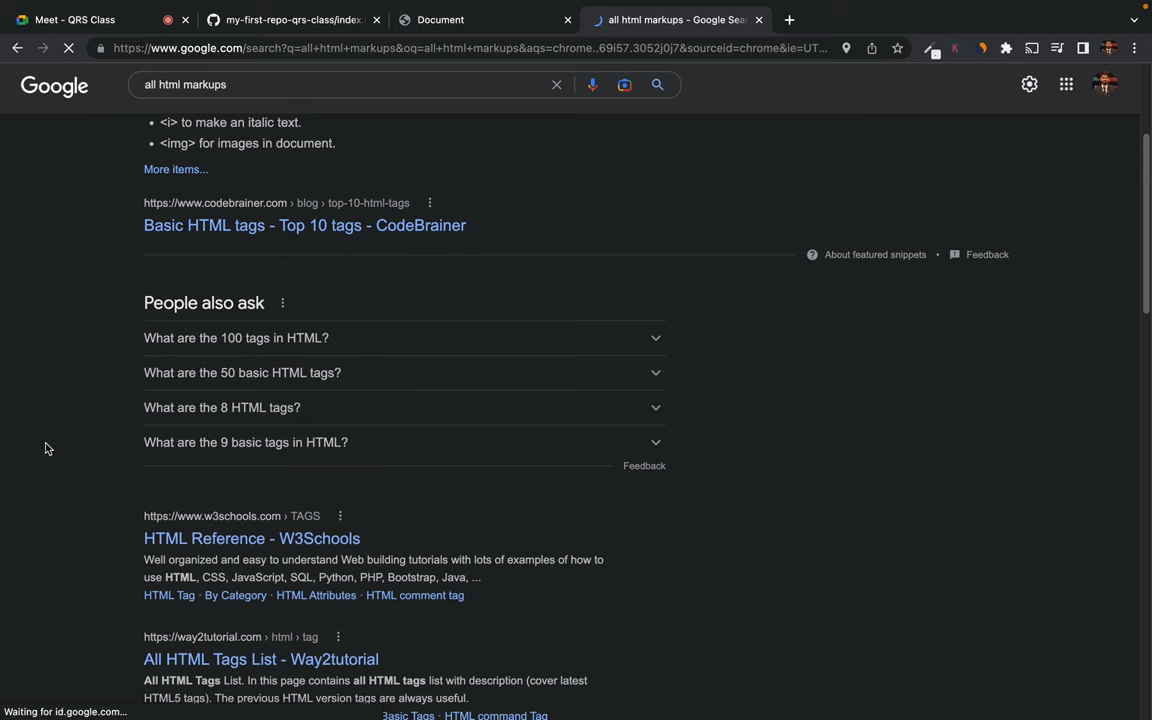 Meet - QRS Class
my-first-repo-qrs-class/index.
Document
all html markups - Google Sea
https://www.google.com/search?q=all+html+markups&oq=all+html+markups&aqs=chrome..69i57.3052j0j7&sourceid=chrome&ie=UT...
Google
all html markups
<i> to make an italic text.
<img> for images in document.
More items...
https://www.codebrainer.com › blog › top-10-html-tags
Basic HTML tags - Top 10 tags - CodeBrainer
About featured snippets • Feedback
People also ask
What are the 100 tags in HTML?
What are the 50 basic HTML tags?
What are the 8 HTML tags?
What are the 9 basic tags in HTML?
Feedback
https://www.w3schools.com › TAGS
HTML Reference - W3Schools
Well organized and easy to understand Web building tutorials with lots of examples of how to
use HTML, CSS, JavaScript, SQL, Python, PHP, Bootstrap, Java, ...
HTML Tag · By Category · HTML Attributes · HTML comment tag
https://way2tutorial.com › html › tag
All HTML Tags List - Way2tutorial
All HTML Tags List. In this page contains all HTML tags list with description (cover latest
HTML5 tags). The previous HTML version tags are always useful.
Basic Tags · HTML command Tag
Waiting for id.google.com...